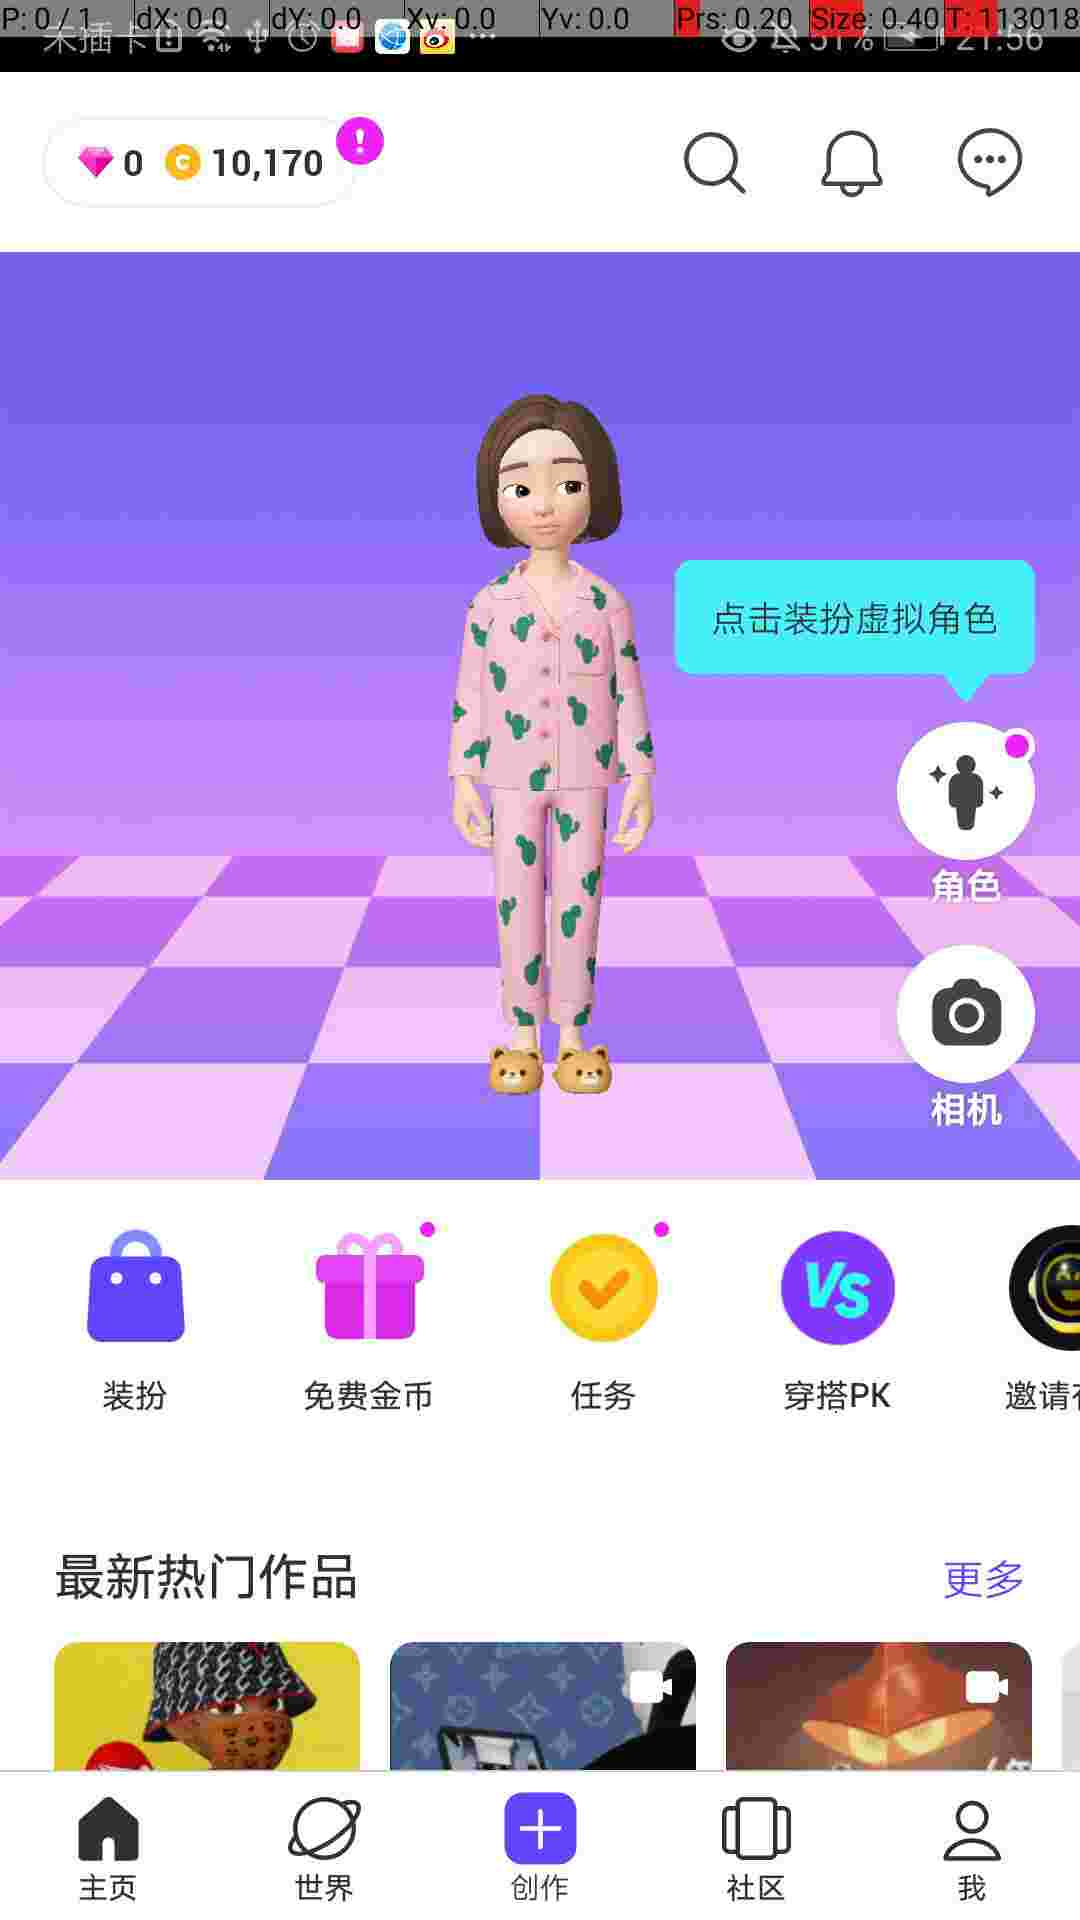 P: 0 / 1 dX: 0.0 dY: 0.0 Xv: 0.0 Yv: 0.0 Prs: 0.20 Size: 0.40 T: 113018
未插卡 51% 21:56
0 C 10,170 !
点击装扮虚拟角色
角色
相机
VS
装扮 免费金币 任务 穿搭PK 邀请
最新热门作品 更多
主页 世界 创作 社区 我